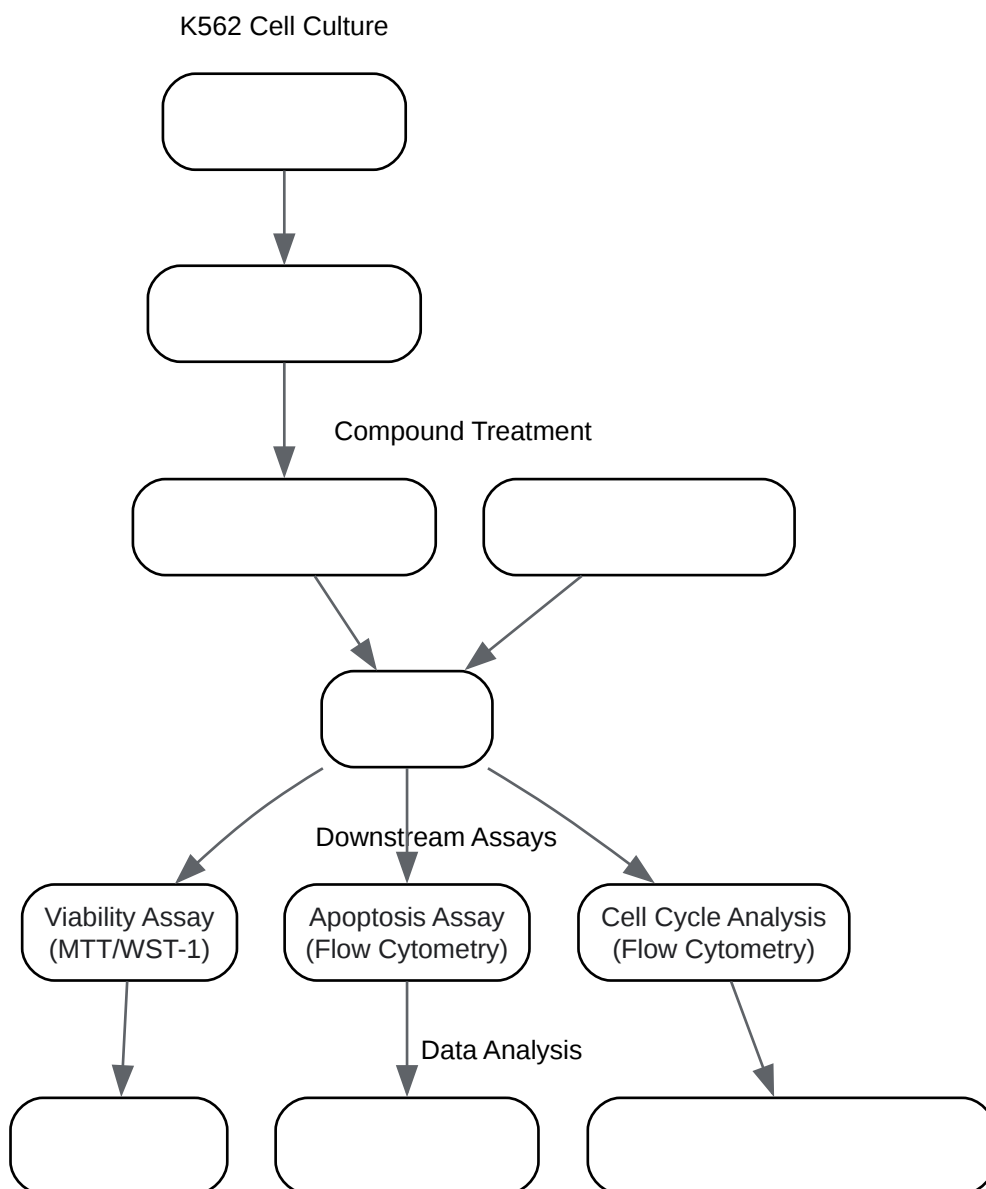 K562 Cell Culture
Compound Treatment
Downstream Assays
Viability Assay
(MTT/WST-1)
Apoptosis Assay
(Flow Cytometry)
Cell Cycle Analysis
(Flow Cytometry)
Data Analysis